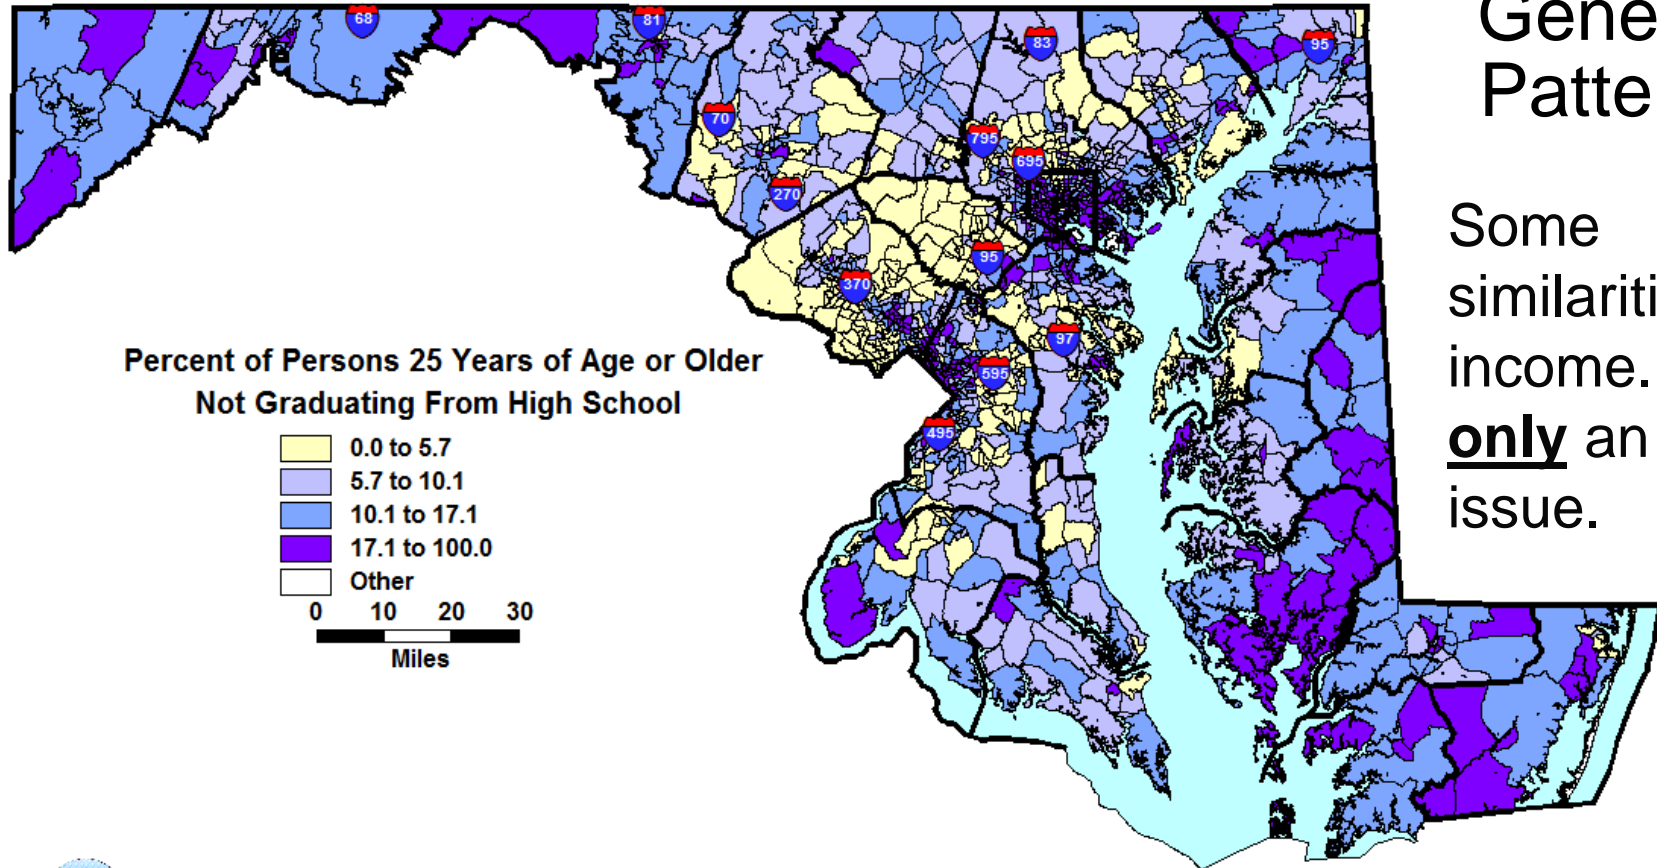 Gene
Patte
68
81
83
95
70
795
695
270
95
370
97
595
495
Some
similariti
income.
only an
issue.
Percent of Persons 25 Years of Age or Older
Not Graduating From High School
0.0 to 5.7
5.7 to 10.1
10.1 to 17.1
17.1 to 100.0
Other
0 10 20 30
Miles